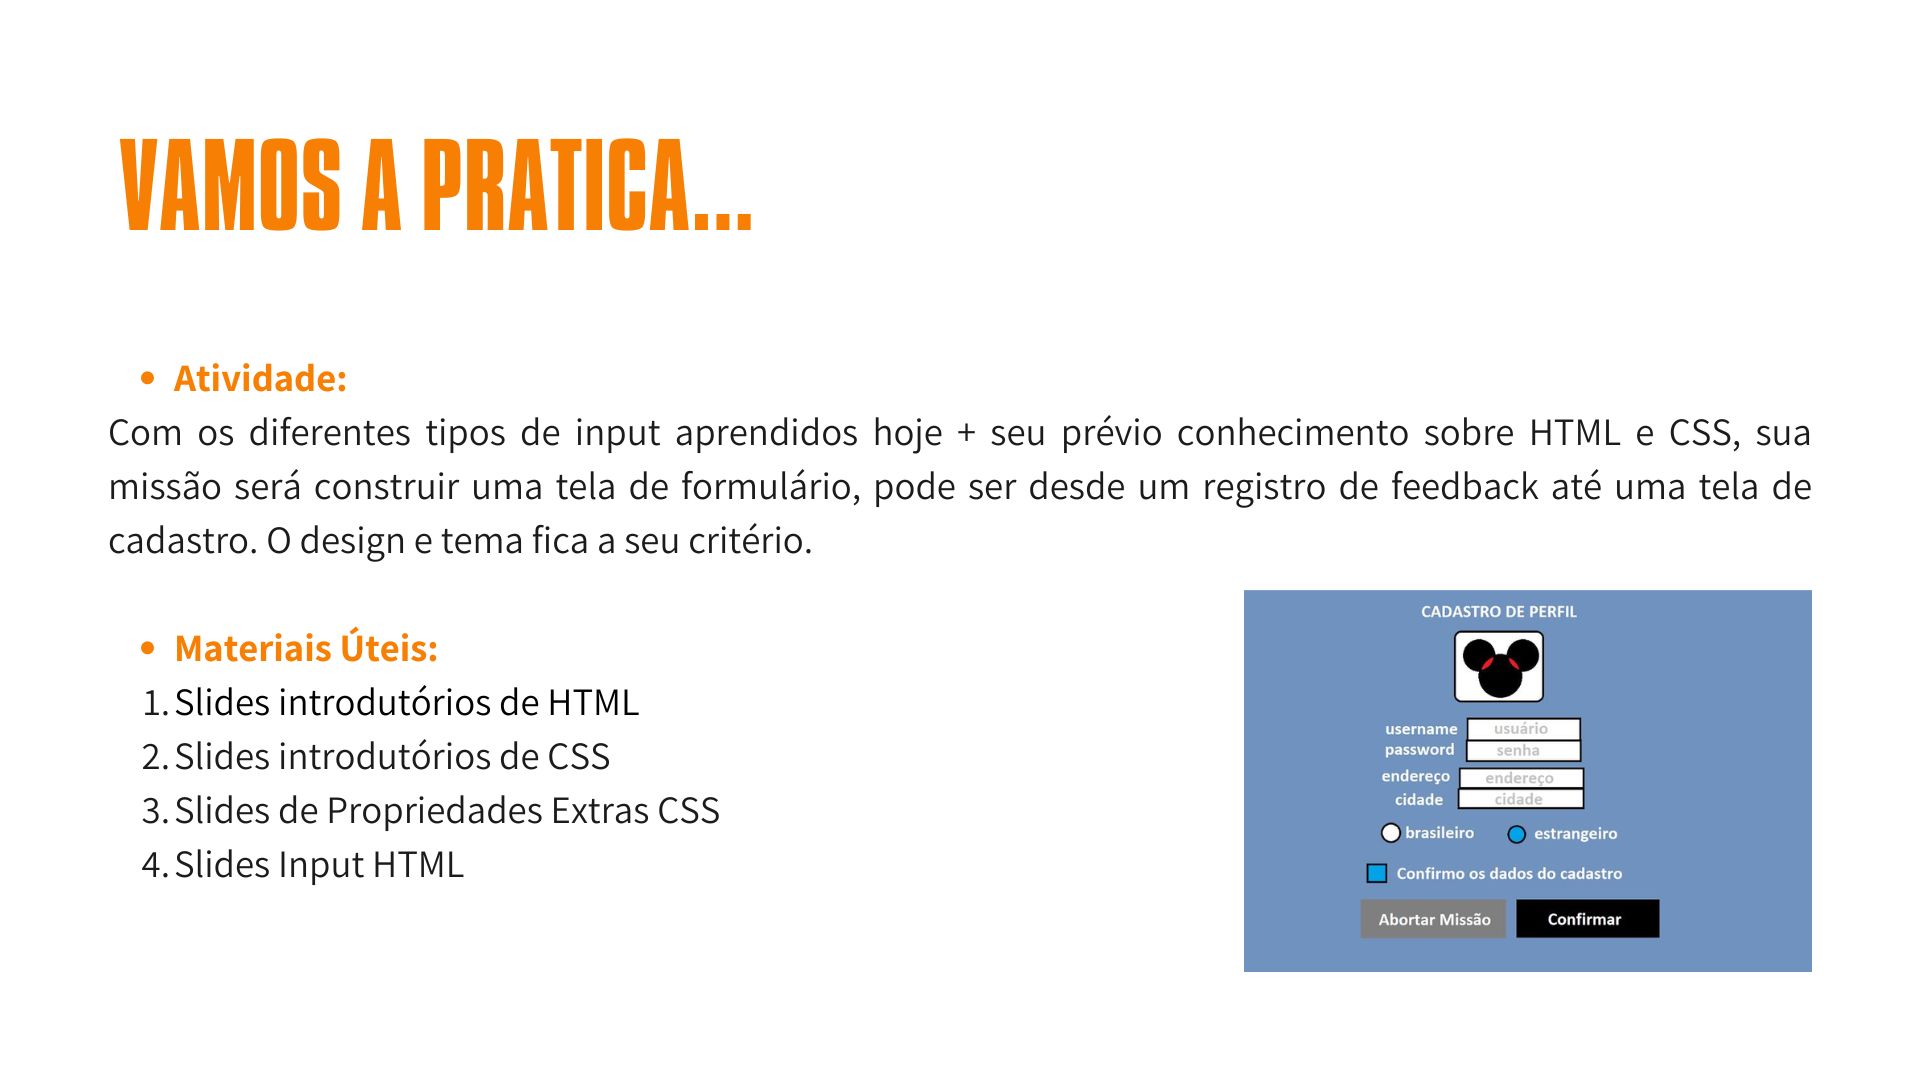 VAMOS A PRATICA...
• Atividade:
Com os diferentes tipos de input aprendidos hoje + seu prévio conhecimento sobre HTML e CSS, sua
missão será construir uma tela de formulário, pode ser desde um registro de feedback até uma tela de
cadastro. O design e tema fica a seu critério.
• Materiais Úteis:
1. Slides introdutórios de HTML
2. Slides introdutórios de CSS
3. Slides de Propriedades Extras CSS
4. Slides Input HTML
CADASTRO DE PERFIL
username usuário
password senha
endereço endereço
cidade cidade
brasileiro estrangeiro
Confirmo os dados do cadastro
Abortar Missão Confirmar